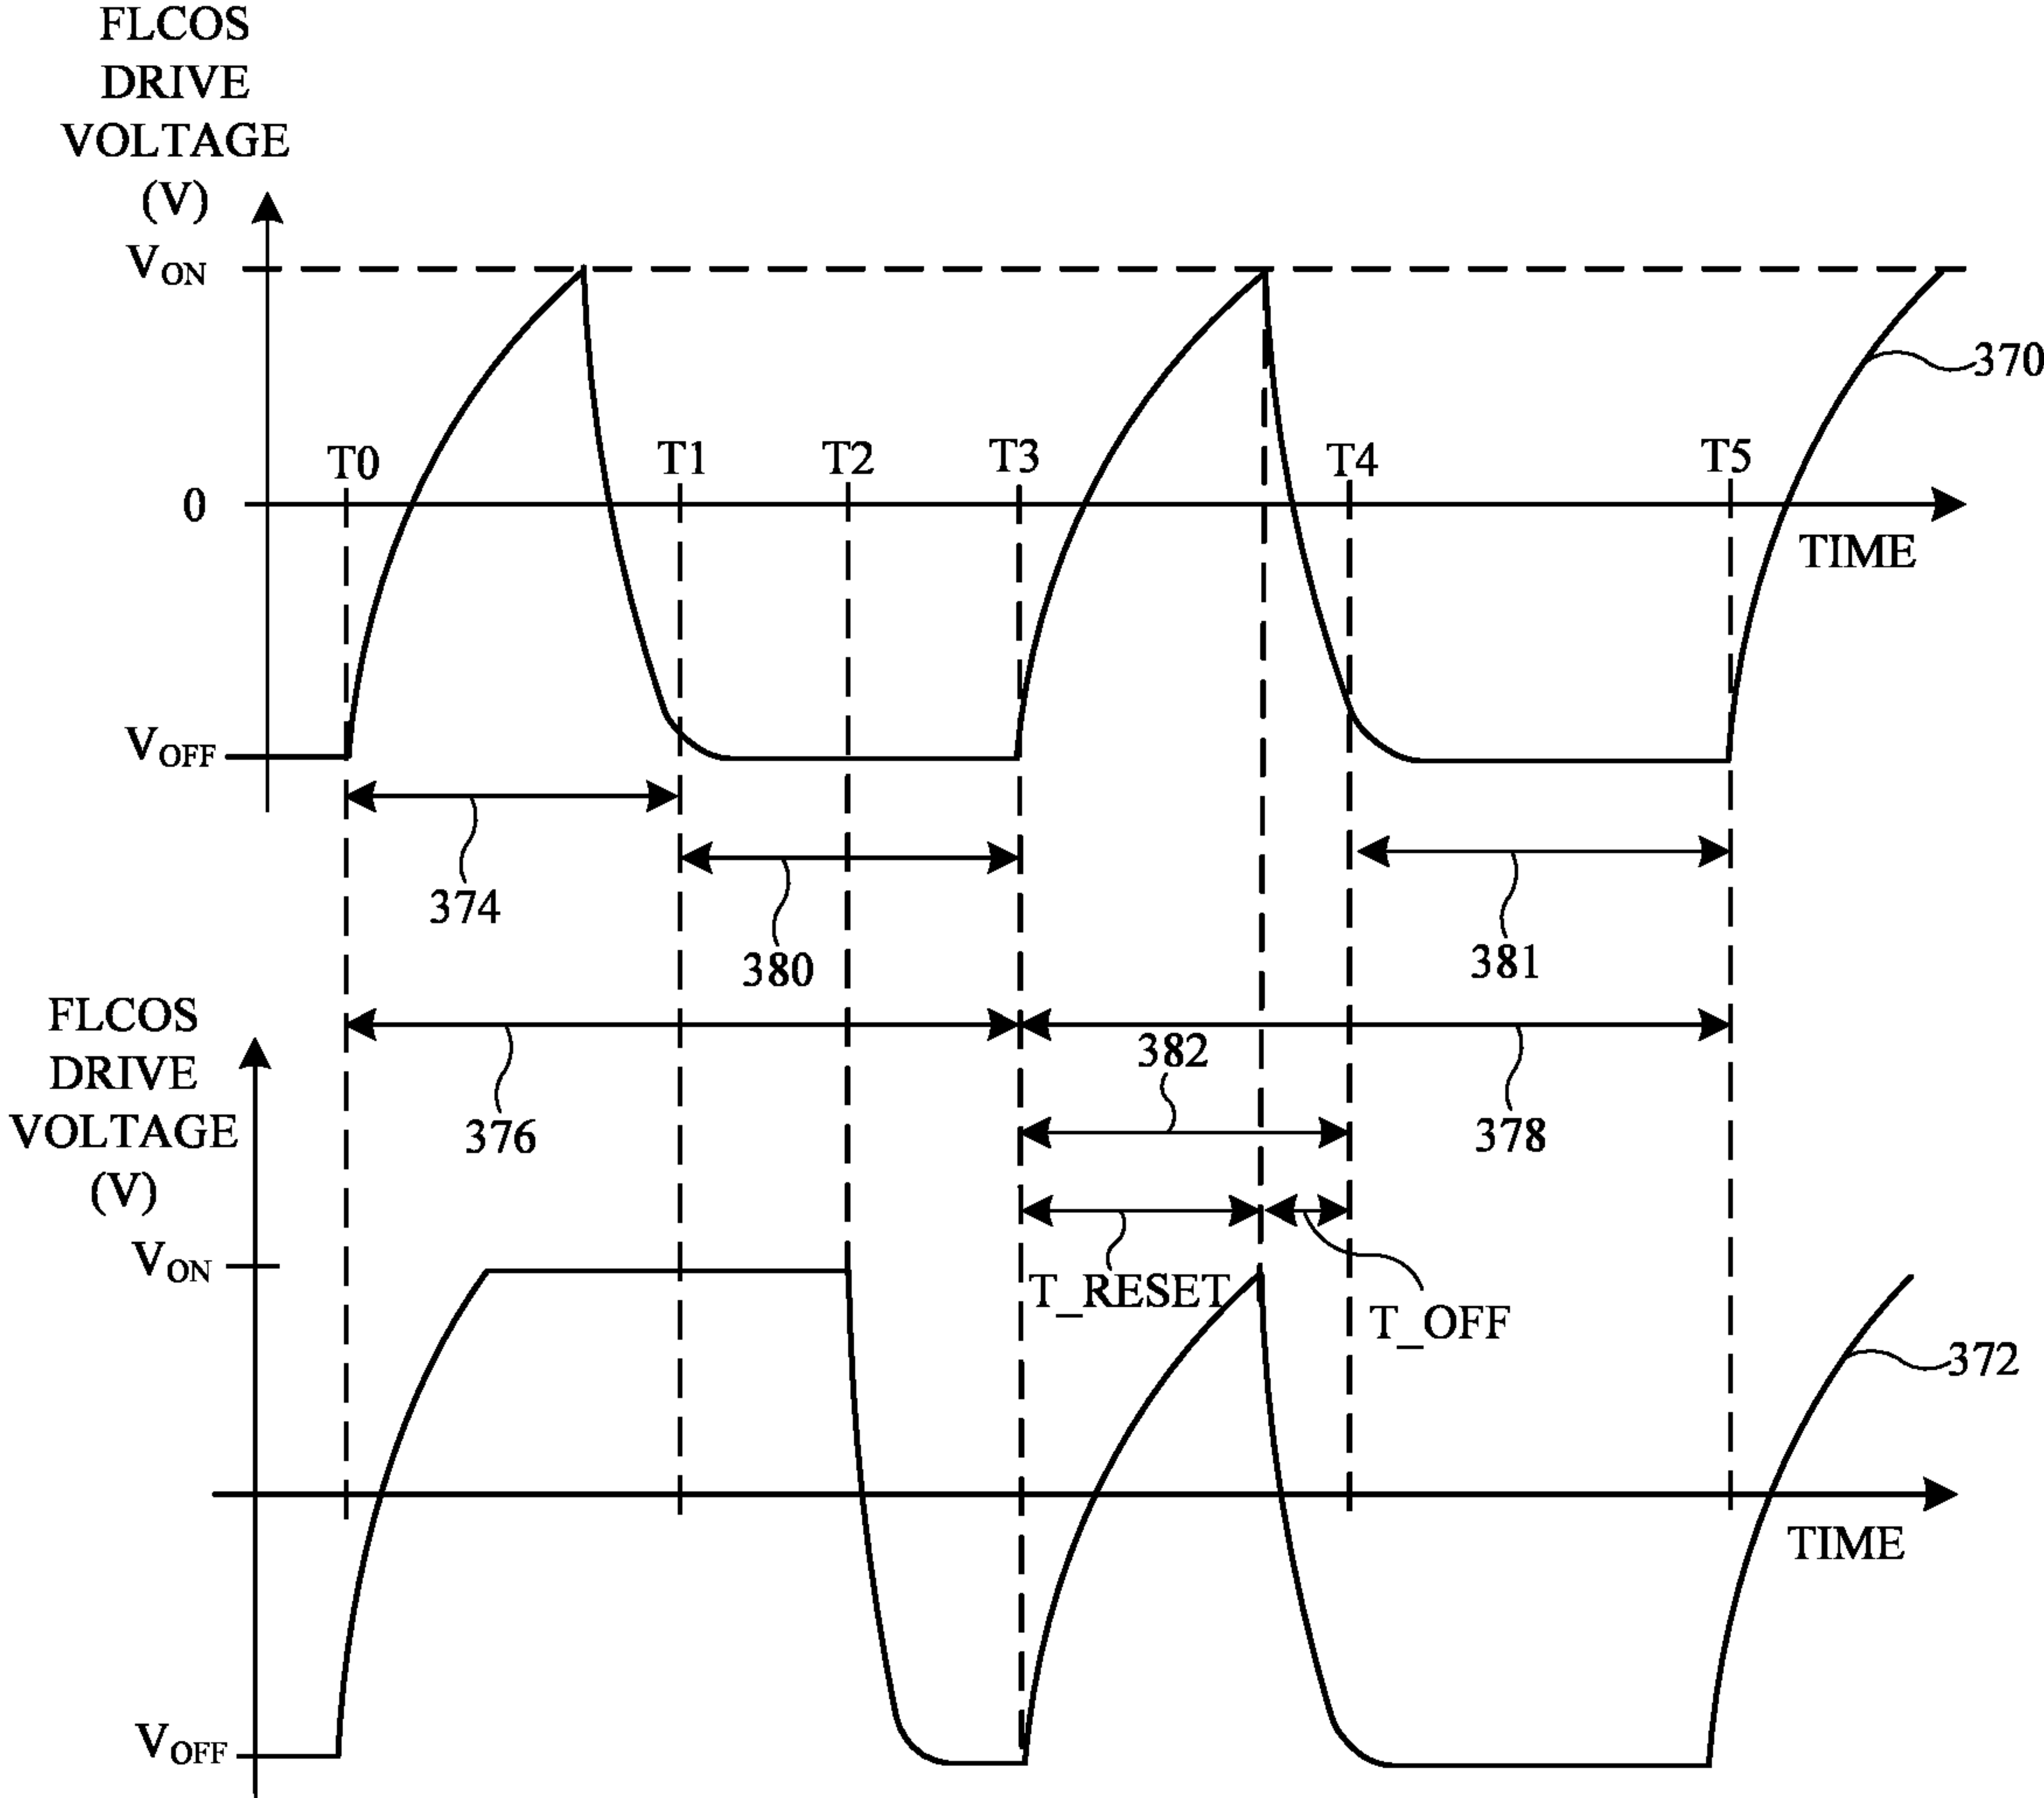 FLCOS
DRIVE
VOLTAGE
(V)
VON
370
T0 T1 T2 T3 T4 T5
0
TIME
VOFF
374
380
381
FLCOS
DRIVE
VOLTAGE
(V)
376
382
378
VON
T_RESET
T_OFF
372
TIME
VOFF